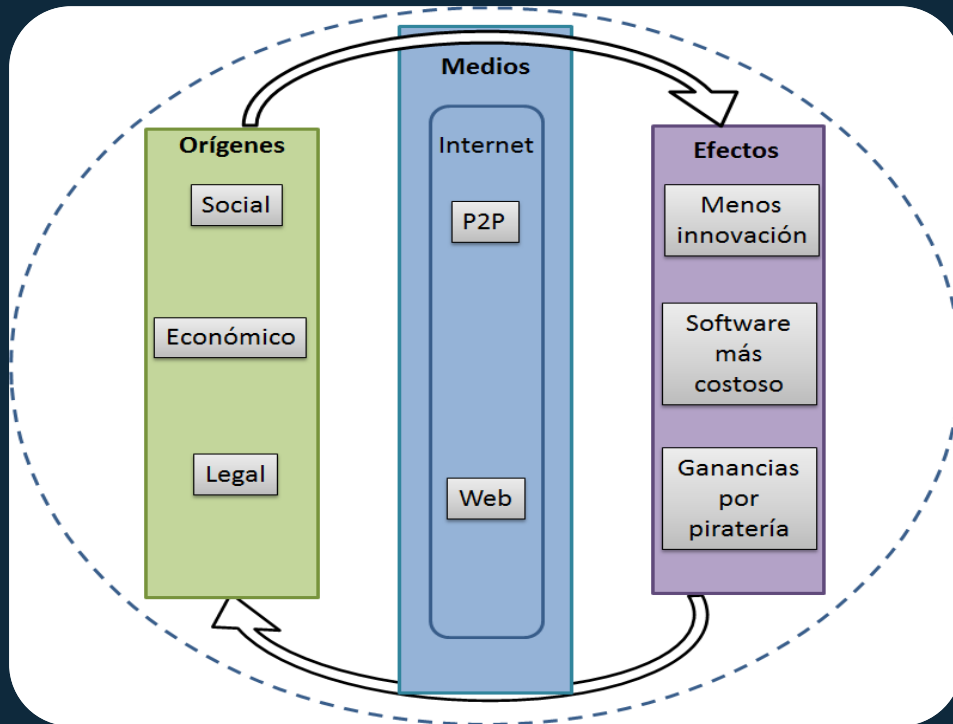 Orígenes
Social
Económico
Legal
Medios
Internet
P2P
Web
Efectos
Menos
innovación
Software
más
costoso
Ganancias
por
piratería